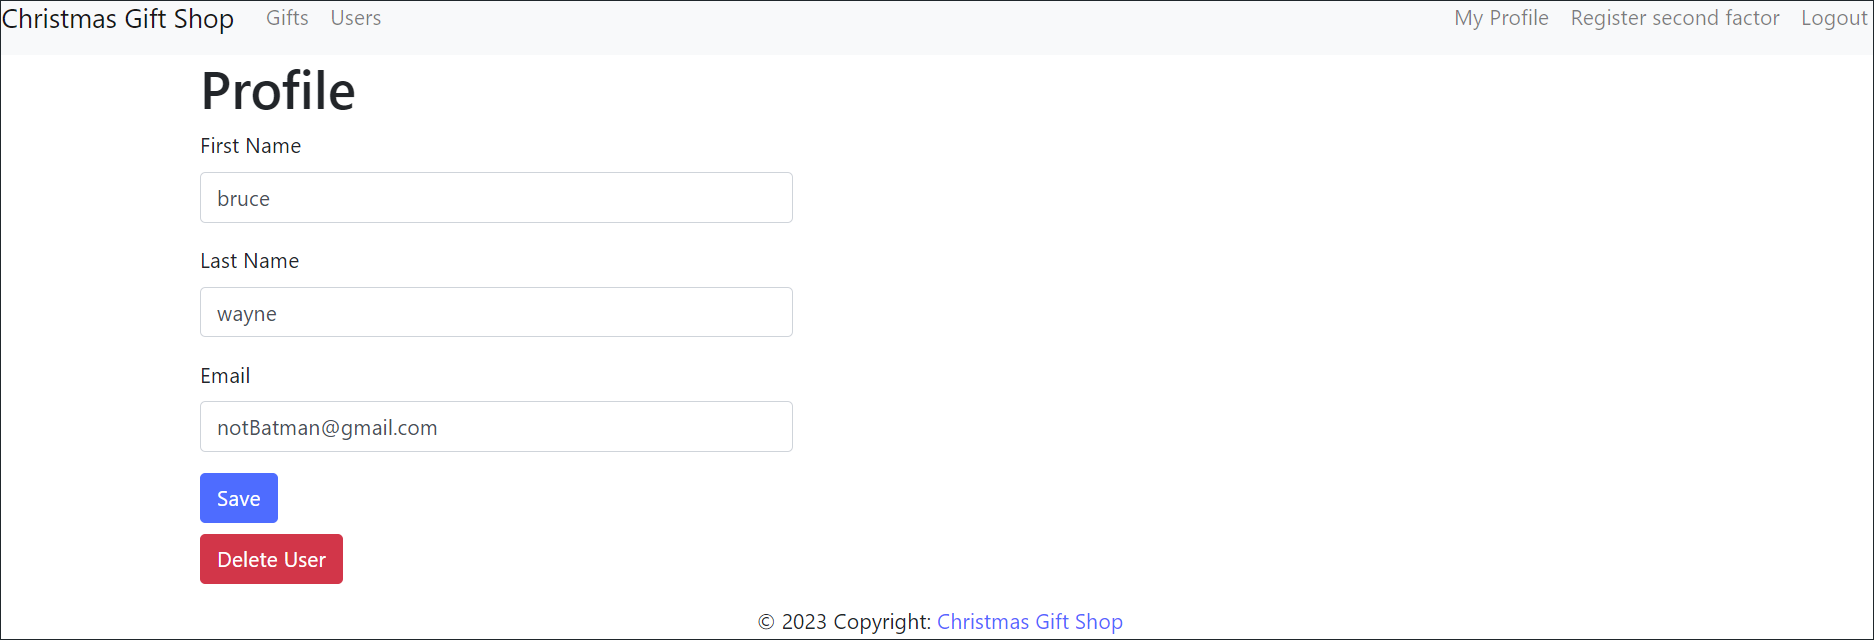 Christmas Gift Shop Gifts Users My Profile Register second factor Logout
Profile
First Name
bruce
Last Name
wayne
Email
notBatman@gmail.com
Save
Delete User
© 2023 Copyright: Christmas Gift Shop